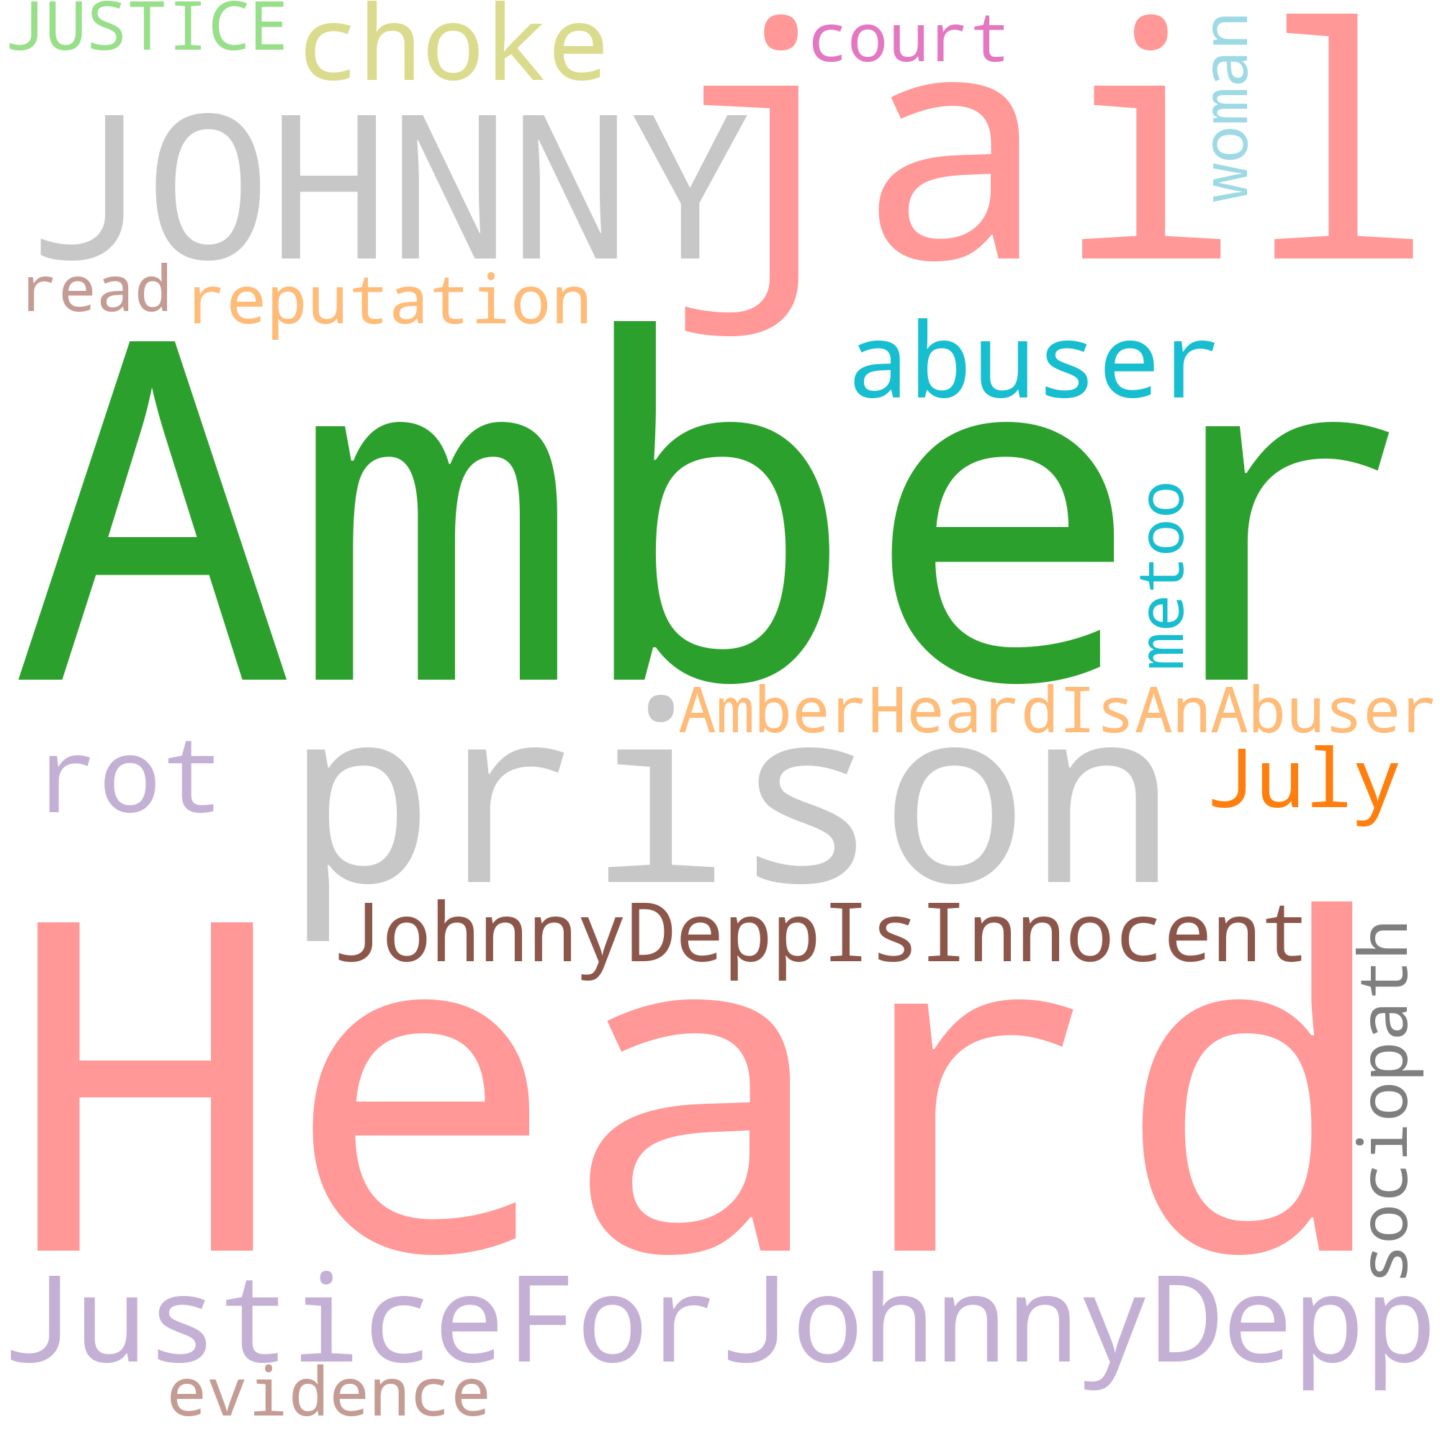 JUSTICE
choke
court
woman
jail
JOHNNY
read
reputation
abuser
Amber
metoo
AmberHeardIsAnAbuser
rot
prison
July
JohnnyDeppIsInnocent
Heard
sociopath
JusticeForJohnnyDepp
evidence